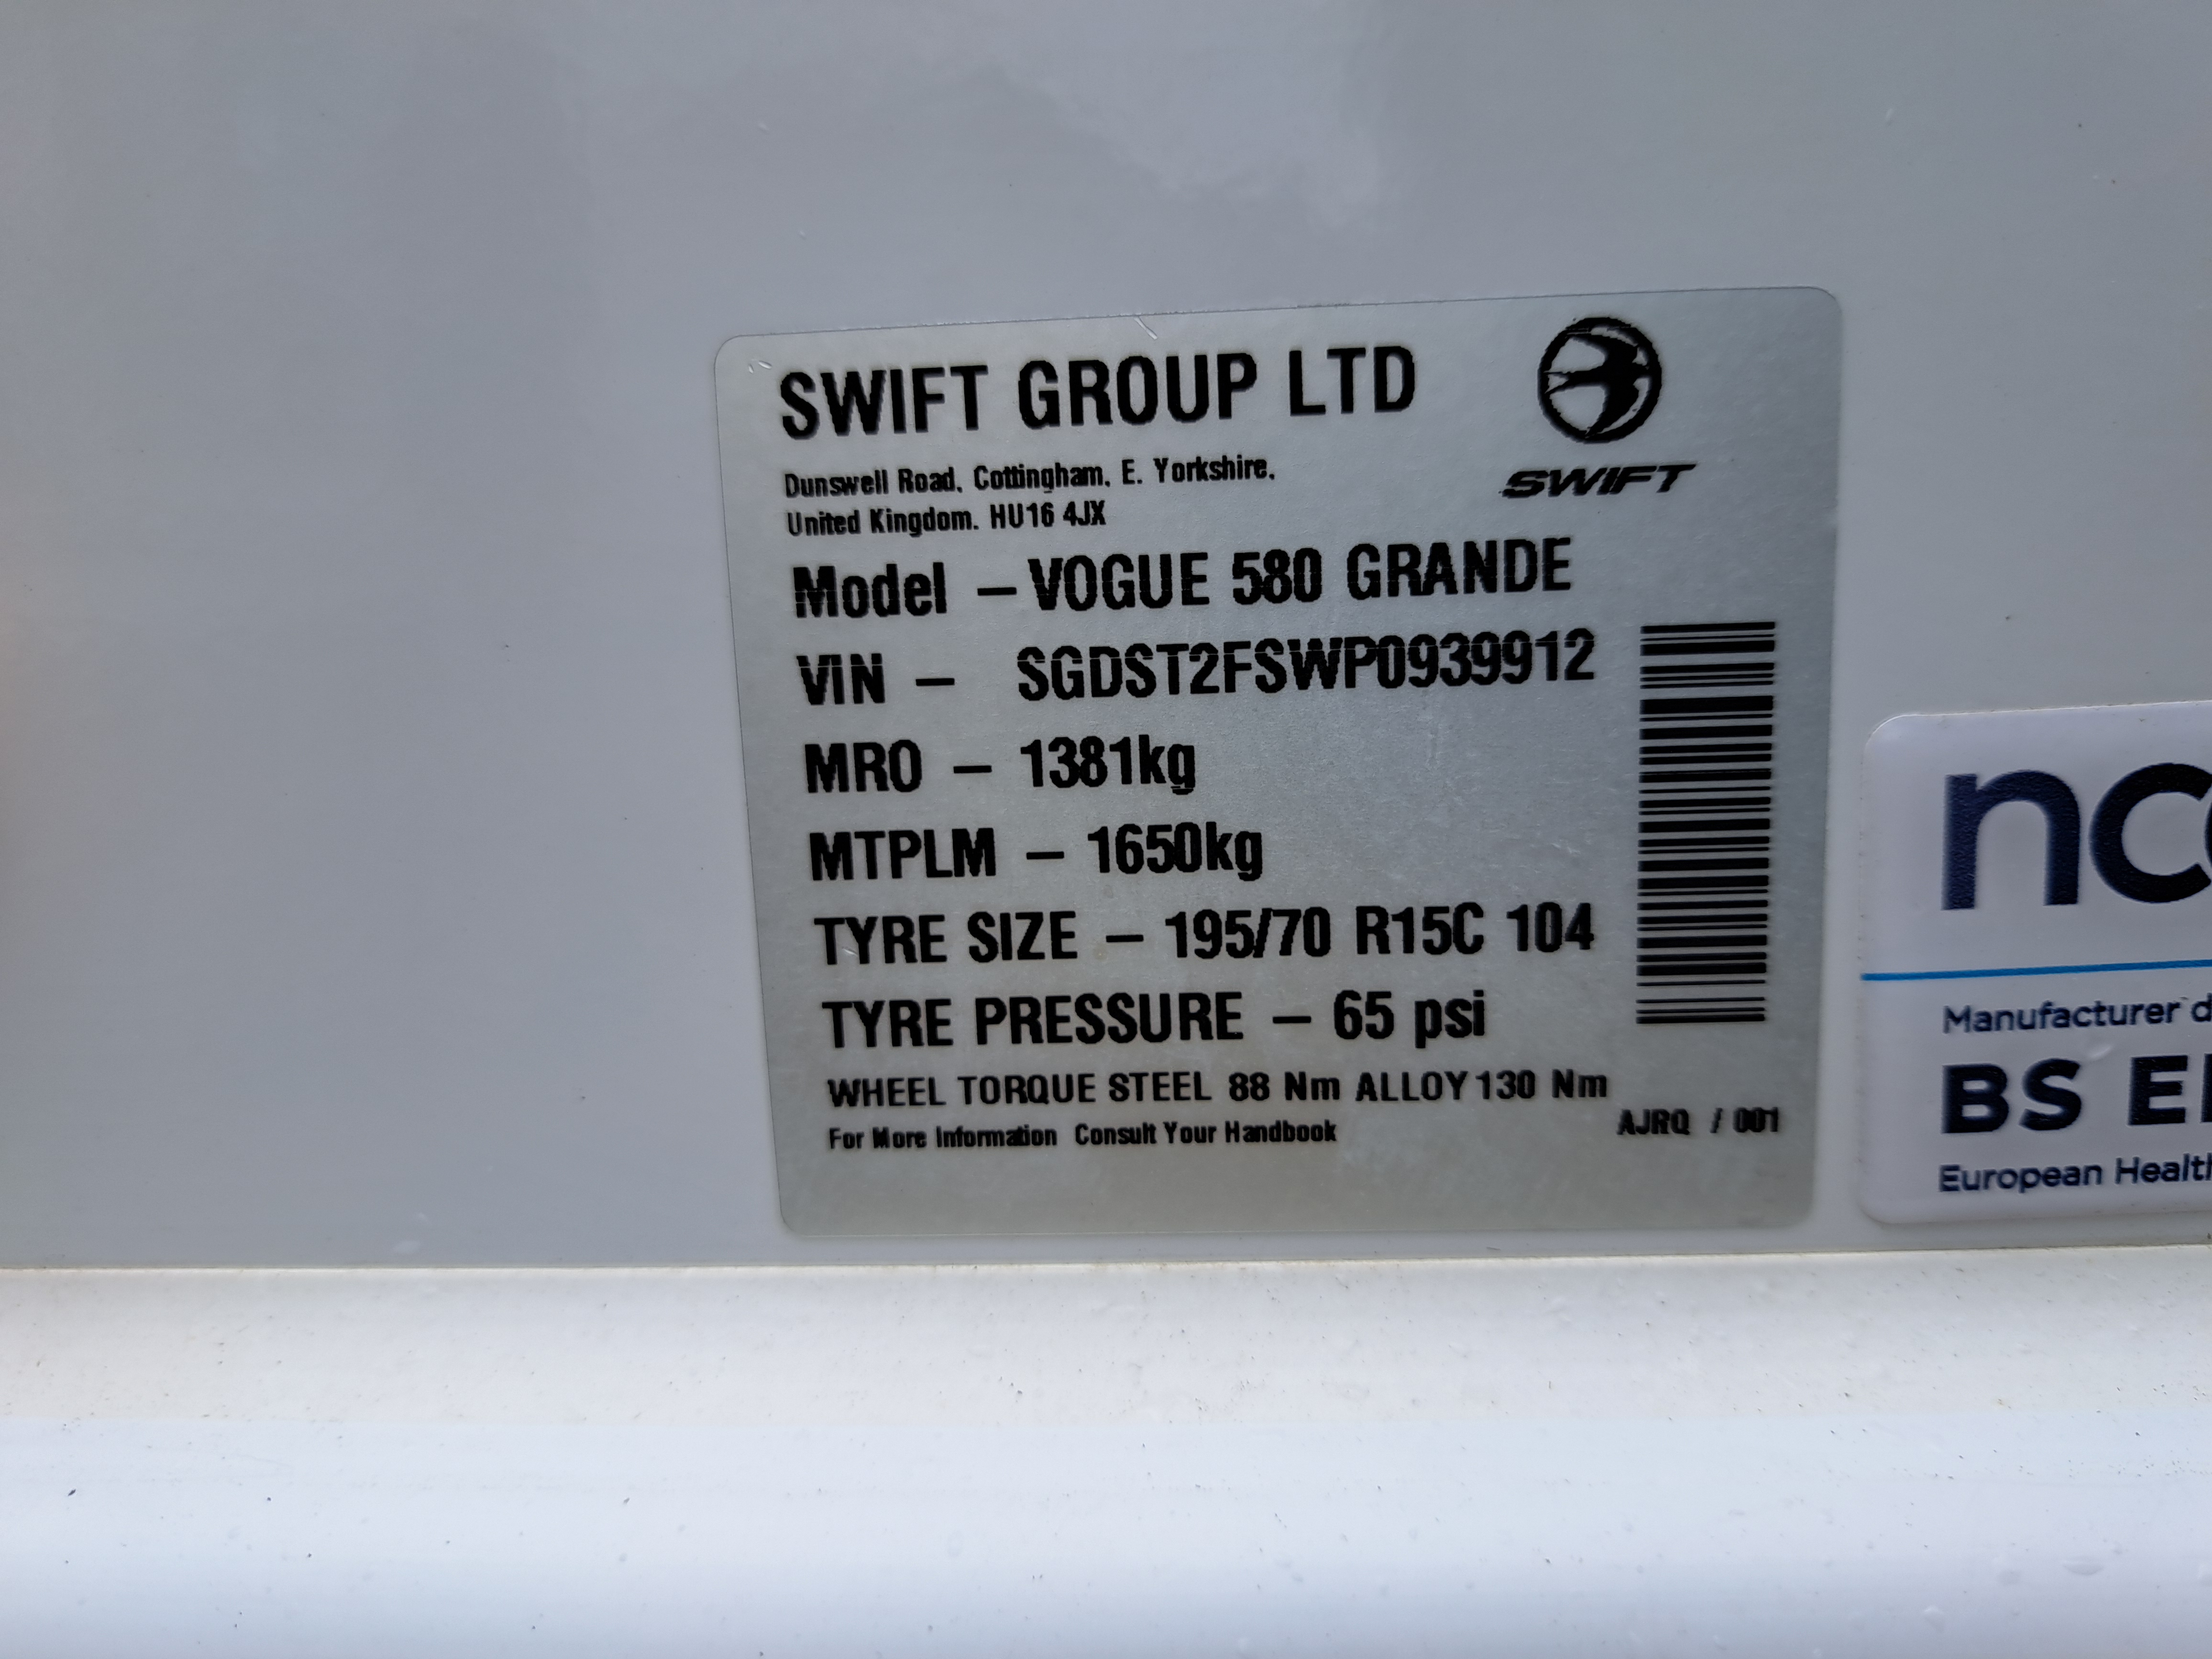 SWIFT GROUP LTD
SWIFT
Dunswell Road, Cottingham, E. Yorkshire,
United Kingdom. HU16 4JX
Model – VOGUE 580 GRANDE
VIN – SGDST2FSWP0939912
MRO – 1381kg
MTPLM – 1650kg
TYRE SIZE – 195/70 R15C 104
TYRE PRESSURE – 65 psi
WHEEL TORQUE STEEL 88 Nm ALLOY 130 Nm
For More Information Consult Your Handbook
AJRQ / 001
nc
Manufacturer d
BS E
European Healt